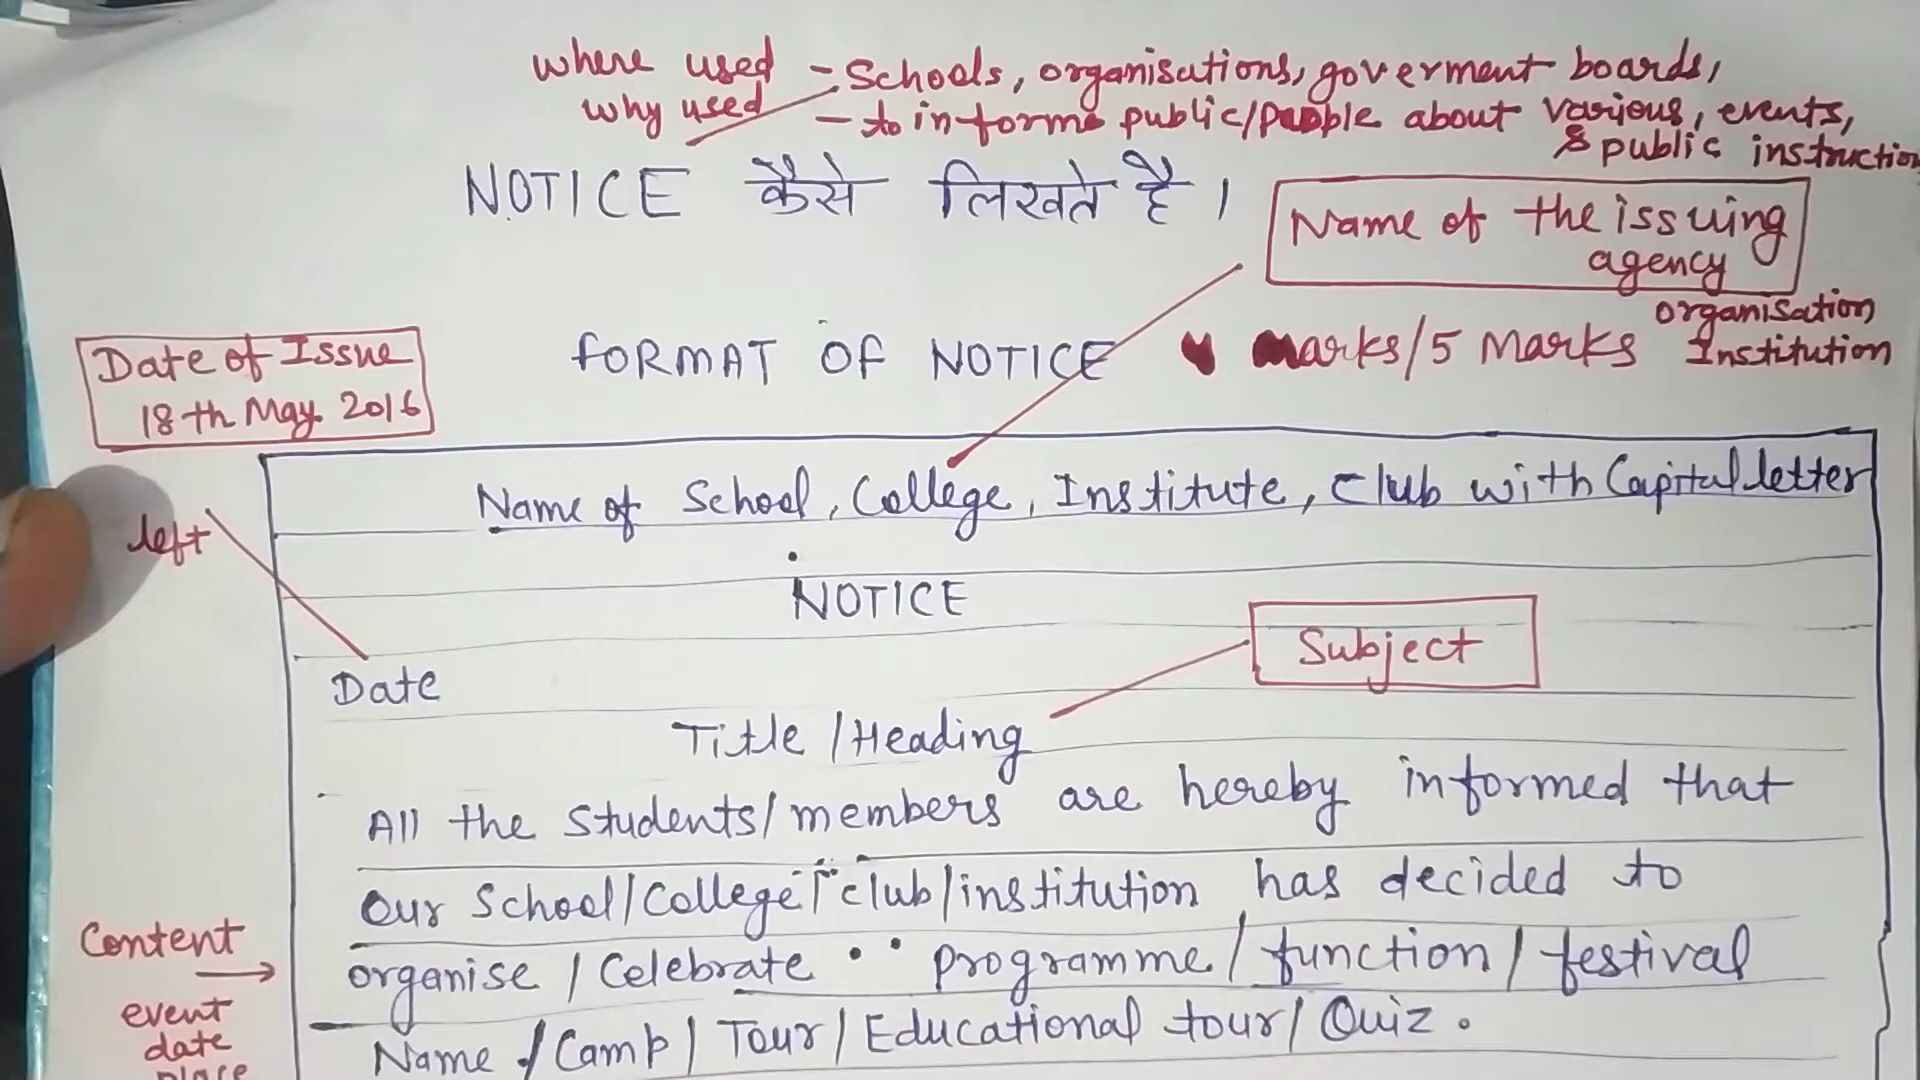 where used - Schools, organisations, goverment boards,
why used - to informs public/people about various, events,
& public instruction
NOTICE कैसे लिखते है ।
Name of the issuing
agency
organisation
Institution
FORMAT OF NOTICE marks/5 Marks
Date of Issue
18th May 2016
left
Name of School, College, Institute, Club with Capital letter
NOTICE
Date
Subject
Title / Heading
All the students/members are hereby informed that
our School/College/club/institution has decided to
organise / Celebrate .. programme / function / festival
Name / Camp / Tour / Educational tour / Quiz .
Content
event
date
place